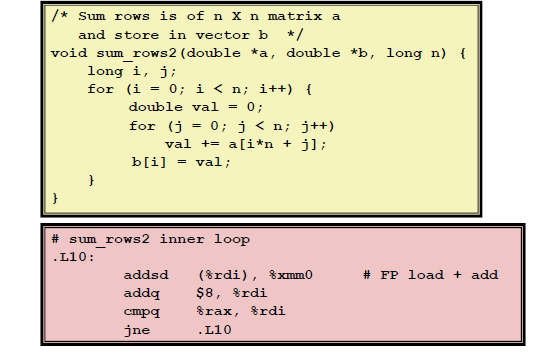 /* Sum rows is of n X n matrix a
   and store in vector b  */
void sum_rows2(double *a, double *b, long n) {
    long i, j;
    for (i = 0; i < n; i++) {
        double val = 0;
        for (j = 0; j < n; j++)
            val += a[i*n + j];
        b[i] = val;
    }
}
# sum_rows2 inner loop
.L10:
        addsd   (%rdi), %xmm0      # FP load + add
        addq    $8, %rdi
        cmpq    %rax, %rdi
        jne     .L10